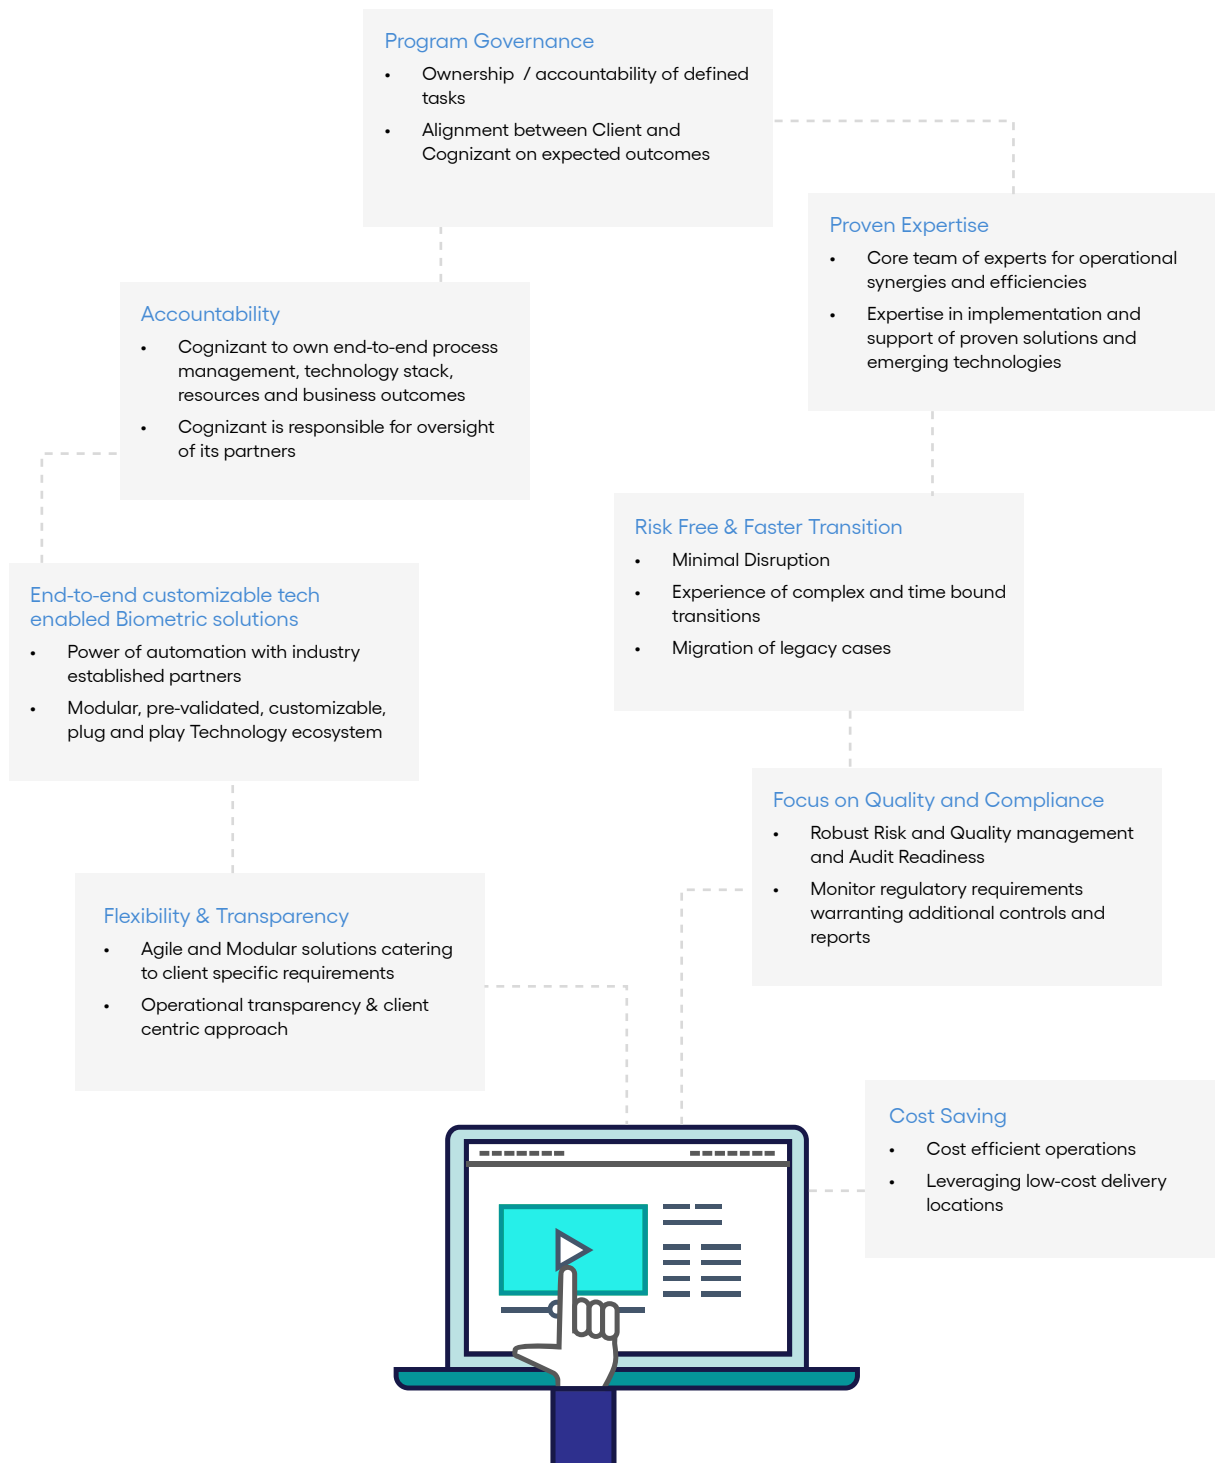 Program Governance
• Ownership / accountability of defined
tasks
• Alignment between Client and
Cognizant on expected outcomes
Proven Expertise
• Core team of experts for operational
synergies and efficiencies
• Expertise in implementation and
support of proven solutions and
emerging technologies
Accountability
• Cognizant to own end-to-end process
management, technology stack,
resources and business outcomes
• Cognizant is responsible for oversight
of its partners
Risk Free & Faster Transition
• Minimal Disruption
• Experience of complex and time bound
transitions
• Migration of legacy cases
End-to-end customizable tech
enabled Biometric solutions
• Power of automation with industry
established partners
• Modular, pre-validated, customizable,
plug and play Technology ecosystem
Focus on Quality and Compliance
• Robust Risk and Quality management
and Audit Readiness
• Monitor regulatory requirements
warranting additional controls and
reports
Flexibility & Transparency
• Agile and Modular solutions catering
to client specific requirements
• Operational transparency & client
centric approach
Cost Saving
• Cost efficient operations
• Leveraging low-cost delivery
locations